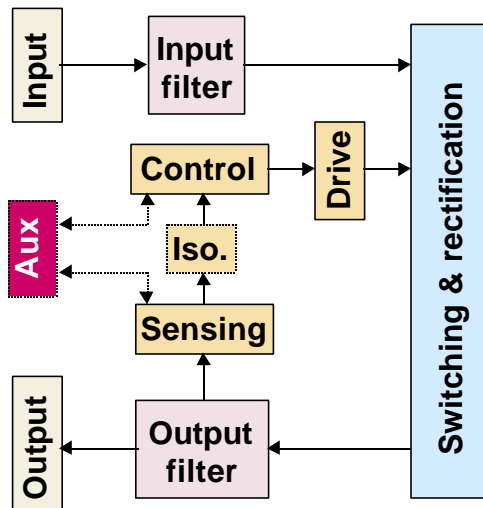 Input
Input
filter
Switching & rectification
Control
Drive
Aux
Iso.
Sensing
Output
Output
filter